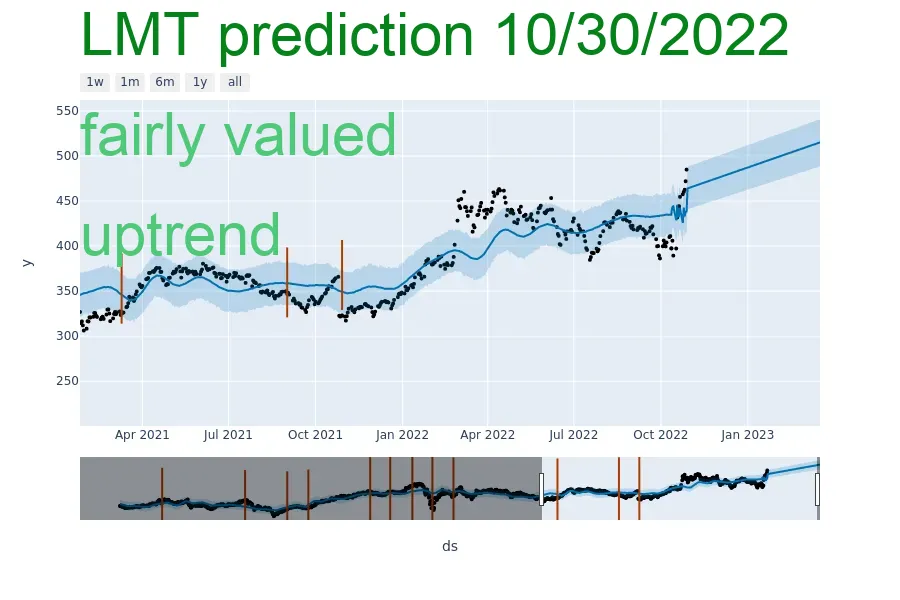 LMT prediction 10/30/2022
1w 1m 6m 1y all
550
fairly valued
500
450
uptrend
400
y
350
300
250
Apr 2021 Jul 2021 Oct 2021 Jan 2022 Apr 2022 Jul 2022 Oct 2022 Jan 2023
ds